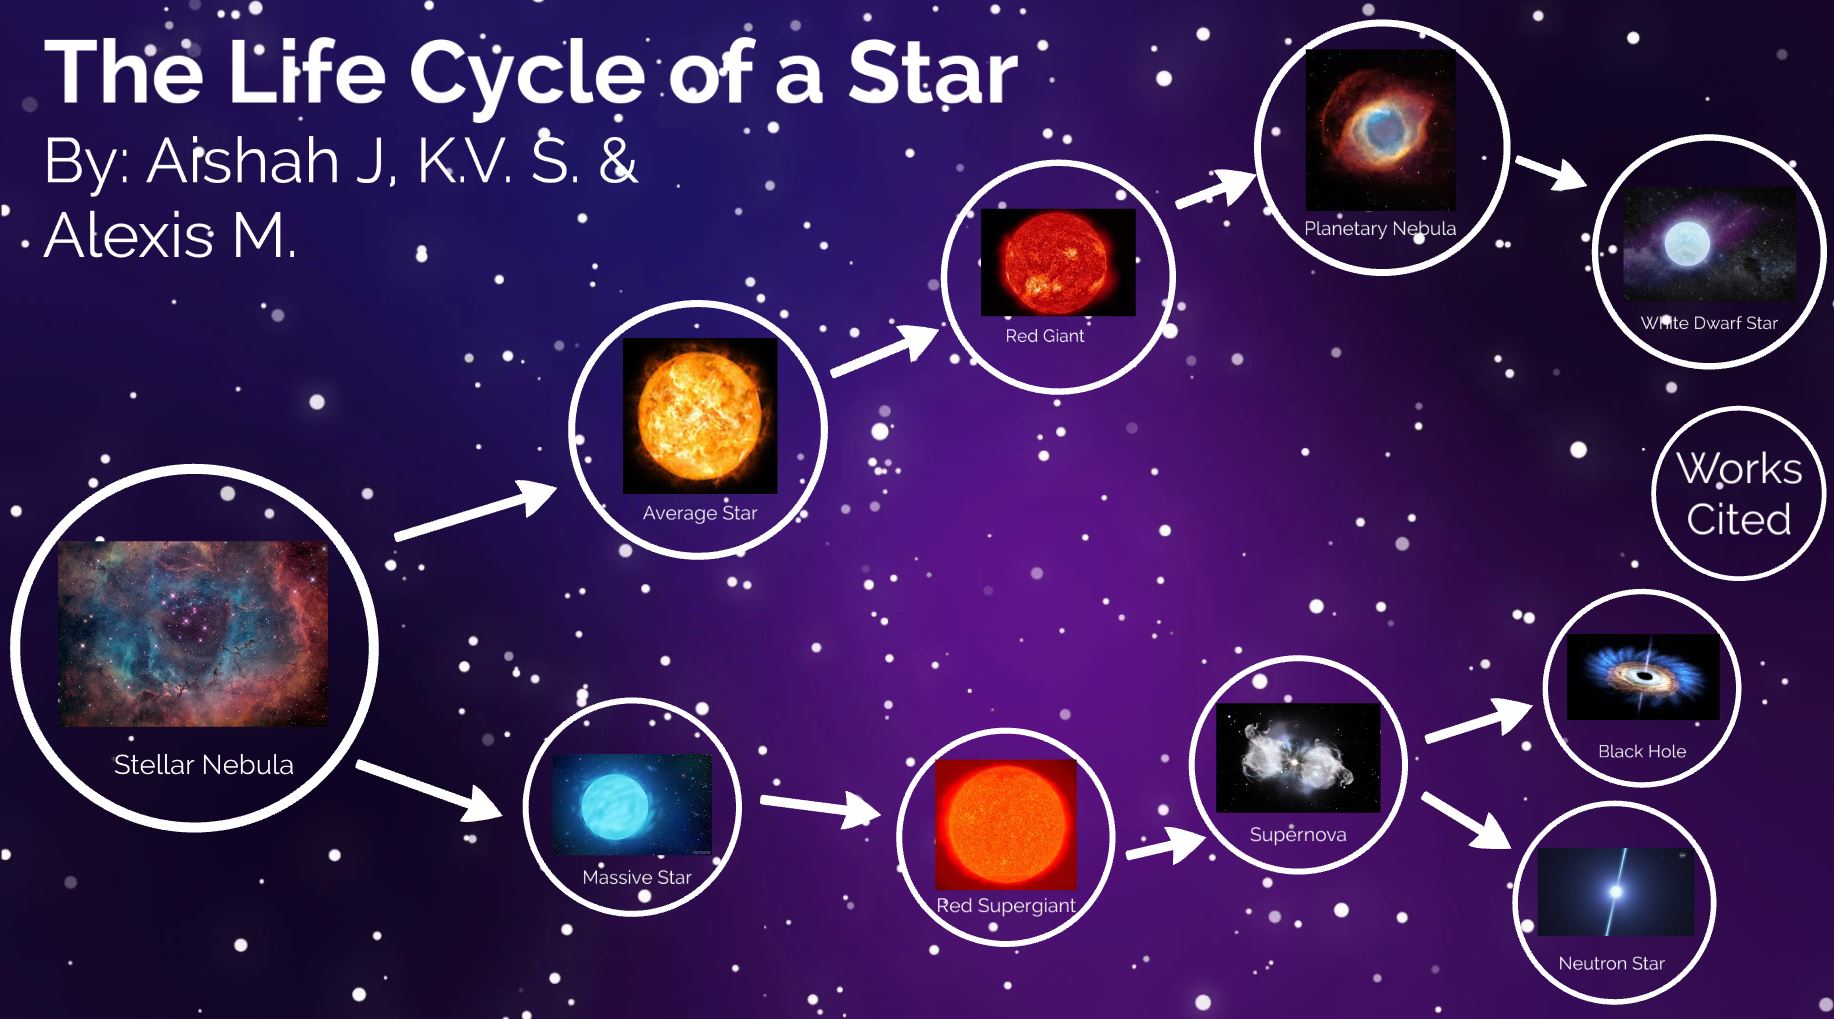 The Life Cycle of a Star
By: Aishah J, K.V. S. &
Alexis M.
Planetary Nebula
White Dwarf Star
Red Giant
Average Star
Works
Cited
Stellar Nebula
Massive Star
Red Supergiant
Supernova
Black Hole
Neutron Star